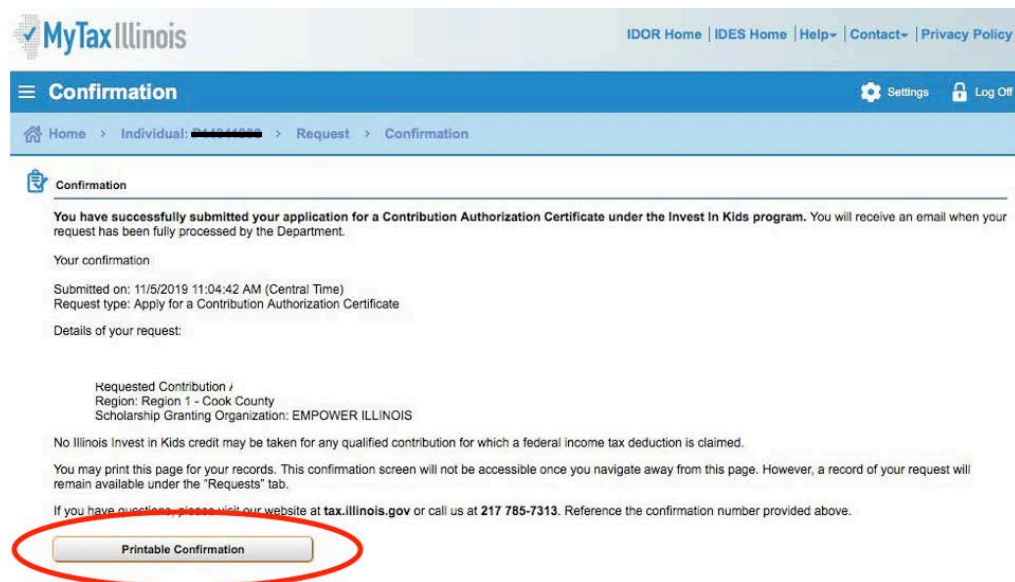 MyTax Illinois
IDOR Home | IDES Home | Help | Contact | Privacy Policy
Confirmation
Settings
Log Off
Home > Individual: > Request > Confirmation
Confirmation
You have successfully submitted your application for a Contribution Authorization Certificate under the Invest In Kids program. You will receive an email when your
request has been fully processed by the Department.
Your confirmation
Submitted on: 11/5/2019 11:04:42 AM (Central Time)
Request type: Apply for a Contribution Authorization Certificate
Details of your request:
Requested Contribution
Region: Region 1 - Cook County
Scholarship Granting Organization: EMPOWER ILLINOIS
No Illinois Invest in Kids credit may be taken for any qualified contribution for which a federal income tax deduction is claimed.
You may print this page for your records. This confirmation screen will not be accessible once you navigate away from this page. However, a record of your request will
remain available under the "Requests" tab.
If you have questions, please visit our website at tax.illinois.gov or call us at 217 785-7313. Reference the confirmation number provided above.
Printable Confirmation